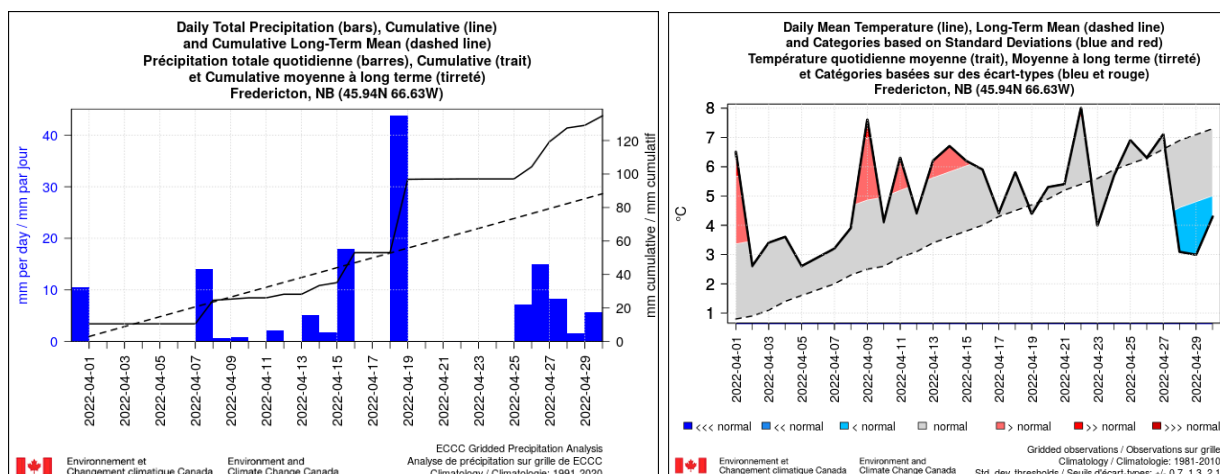 Daily Total Precipitation (bars), Cumulative (line)
and Cumulative Long-Term Mean (dashed line)
Précipitation totale quotidienne (barres), Cumulative (trait)
et Cumulative moyenne à long terme (tirreté)
Fredericton, NB (45.94N 66.63W)
mm per day / mm par jour
40
30
20
10
0
120
100
80
60
40
20
0
mm cumulative / mm cumulatif
2022-04-01
2022-04-03
2022-04-05
2022-04-07
2022-04-09
2022-04-11
2022-04-13
2022-04-15
2022-04-17
2022-04-19
2022-04-21
2022-04-23
2022-04-25
2022-04-27
2022-04-29
Environnement et
Changement climatique Canada
Environment and
Climate Change Canada
ECCC Gridded Precipitation Analysis
Analyse de précipitation sur grille de ECCC
Climatology / Climatologie: 1991-2020
Daily Mean Temperature (line), Long-Term Mean (dashed line)
and Categories based on Standard Deviations (blue and red)
Température quotidienne moyenne (trait), Moyenne à long terme (tirreté)
et Catégories basées sur des écart-types (bleu et rouge)
Fredericton, NB (45.94N 66.63W)
°C
8
7
6
5
4
3
2
1
2022-04-01
2022-04-03
2022-04-05
2022-04-07
2022-04-09
2022-04-11
2022-04-13
2022-04-15
2022-04-17
2022-04-19
2022-04-21
2022-04-23
2022-04-25
2022-04-27
2022-04-29
<<< normal
<< normal
< normal
normal
> normal
>> normal
>>> normal
Environnement et
Changement climatique Canada
Environment and
Climate Change Canada
Gridded observations / Observations sur grille
Climatology / Climatologie: 1981-2010
Std. dev. thresholds / Seuils d'écart-types: +/- 0.7, 1.3, 2.1